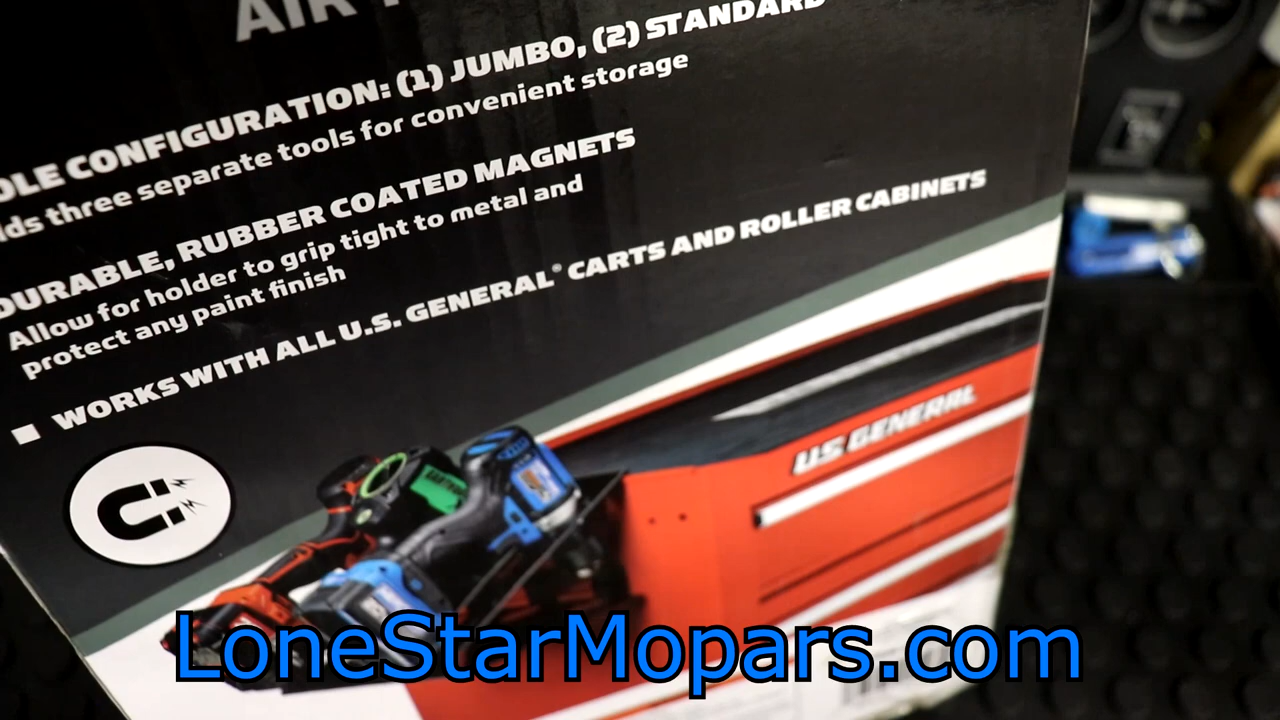 AIR
OLE CONFIGURATION: (1) JUMBO, (2) STANDARD
lds three separate tools for convenient storage
DURABLE, RUBBER COATED MAGNETS
Allow for holder to grip tight to metal and
protect any paint finish
WORKS WITH ALL U.S. GENERAL® CARTS AND ROLLER CABINETS
US GENERAL
LoneStarMopars.com